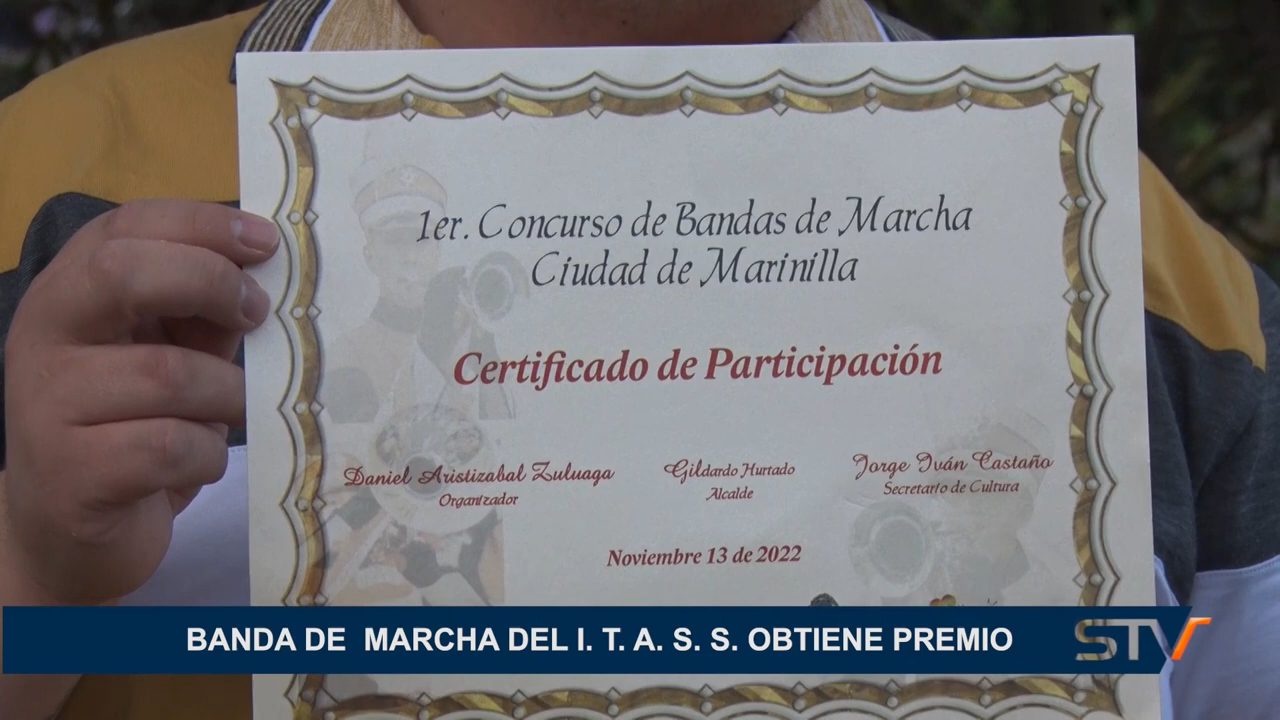 1er. Concurso de Bandas de Marcha
Ciudad de Marinilla
Certificado de Participación
Daniel Aristizabal Zuluaga
Organizador
Gildardo Hurtado
Alcalde
Jorge Iván Castaño
Secretario de Cultura
Noviembre 13 de 2022
BANDA DE MARCHA DEL I. T. A. S. S. OBTIENE PREMIO
STV